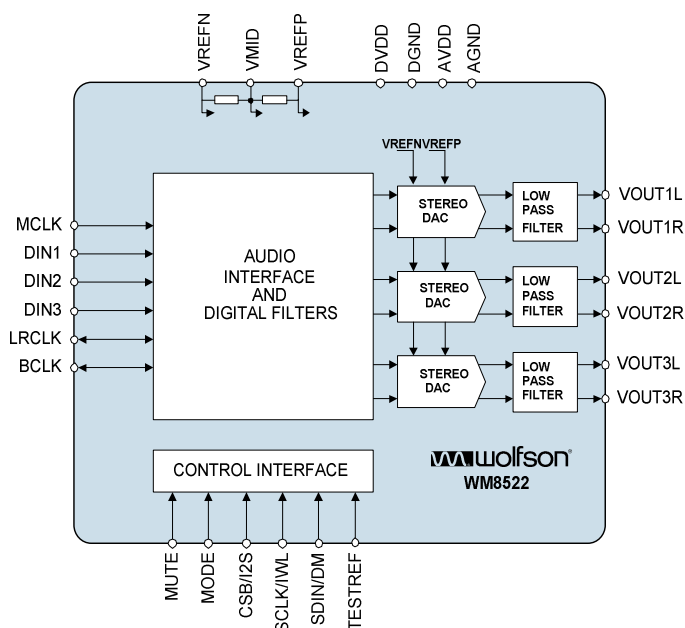 VREFN
VMID
VREFP
DVDD
DGND
AVDD
AGND
VREFNVREFP
MCLK
DIN1
DIN2
DIN3
LRCLK
BCLK
AUDIO
INTERFACE
AND
DIGITAL FILTERS
STEREO
DAC
LOW
PASS
FILTER
VOUT1L
VOUT1R
STEREO
DAC
LOW
PASS
FILTER
VOUT2L
VOUT2R
STEREO
DAC
LOW
PASS
FILTER
VOUT3L
VOUT3R
CONTROL INTERFACE
wolfson
WM8522
MUTE
MODE
CSB/I2S
SCLK/IWL
SDIN/DM
TESTREF